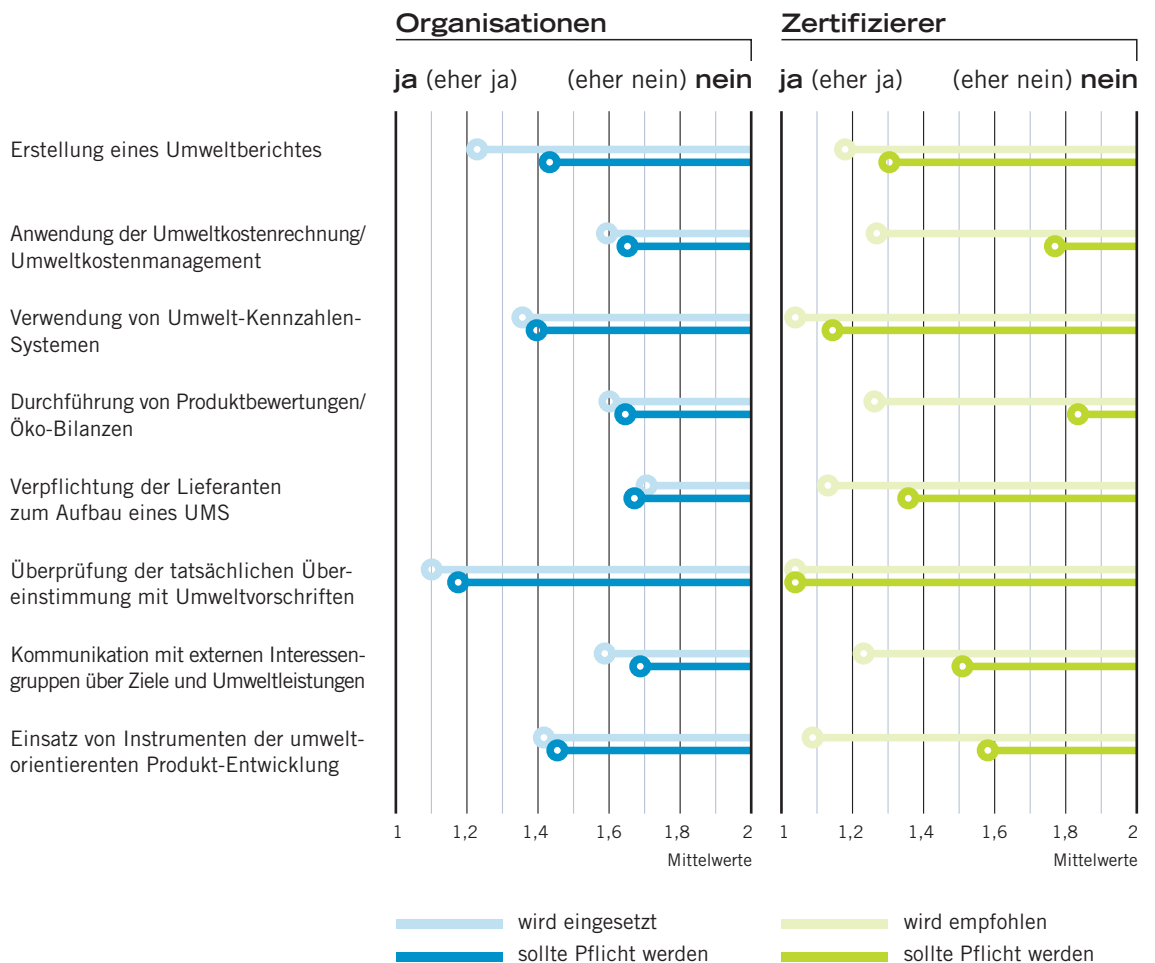 Organisationen
Zertifizierer
ja (eher ja) (eher nein) nein
ja (eher ja) (eher nein) nein
Erstellung eines Umweltberichtes
Anwendung der Umweltkostenrechnung/
Umweltkostenmanagement
Verwendung von Umwelt-Kennzahlen-
Systemen
Durchführung von Produktbewertungen/
Öko-Bilanzen
Verpflichtung der Lieferanten
zum Aufbau eines UMS
Überprüfung der tatsächlichen Über-
einstimmung mit Umweltvorschriften
Kommunikation mit externen Interessen-
gruppen über Ziele und Umweltleistungen
Einsatz von Instrumenten der umwelt-
orientierenten Produkt-Entwicklung
1 1,2 1,4 1,6 1,8 2
1 1,2 1,4 1,6 1,8 2
Mittelwerte
Mittelwerte
wird eingesetzt
sollte Pflicht werden
wird empfohlen
sollte Pflicht werden